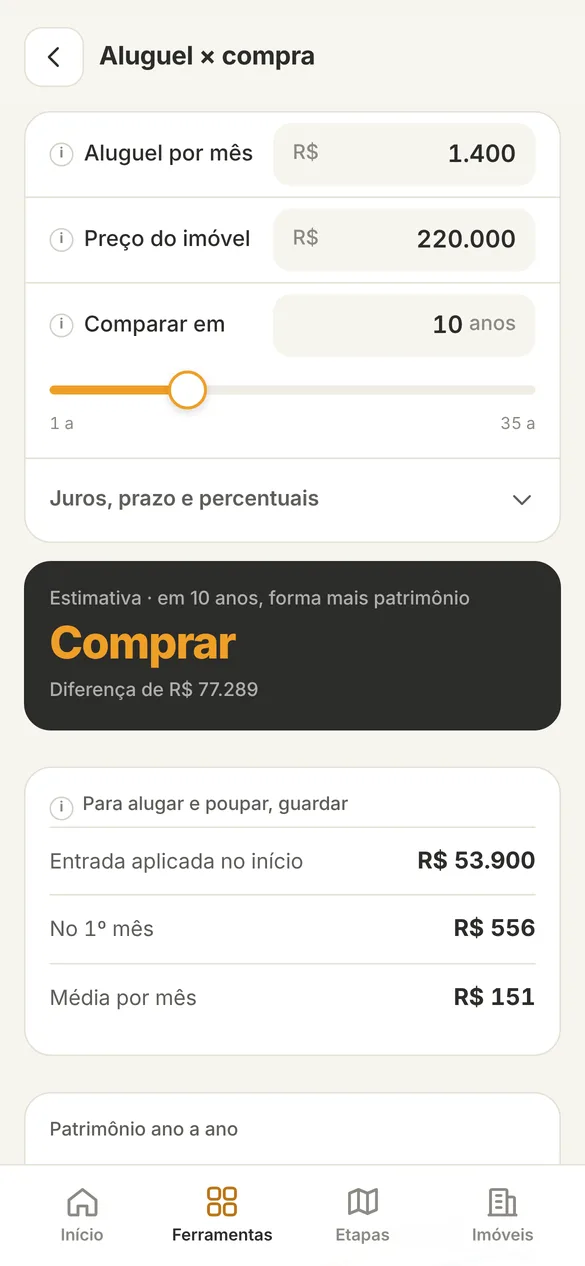 Aluguel × compra
Aluguel por mês R$ 1.400
Preço do imóvel R$ 220.000
Comparar em 10 anos
1 a 35 a
Juros, prazo e percentuais
Estimativa · em 10 anos, forma mais patrimônio
Comprar
Diferença de R$ 77.289
Para alugar e poupar, guardar
Entrada aplicada no início R$ 53.900
No 1º mês R$ 556
Média por mês R$ 151
Patrimônio ano a ano
Início Ferramentas Etapas Imóveis